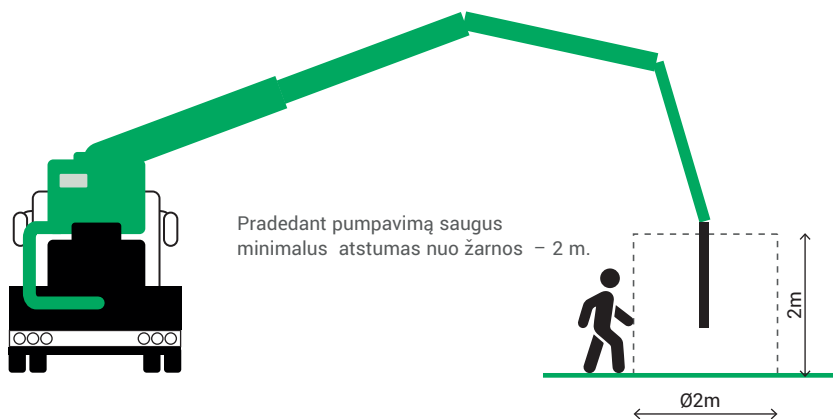 Pradedant pumpavimą saugus
minimalus atstumas nuo žarnos – 2 m.
2m
Ø2m